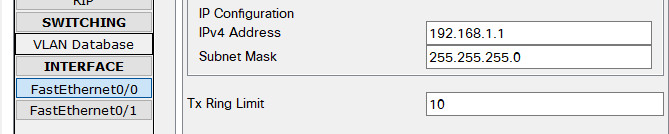 RIP
SWITCHING
VLAN Database
INTERFACE
FastEthernet0/0
FastEthernet0/1
IP Configuration
IPv4 Address 192.168.1.1
Subnet Mask 255.255.255.0
Tx Ring Limit 10